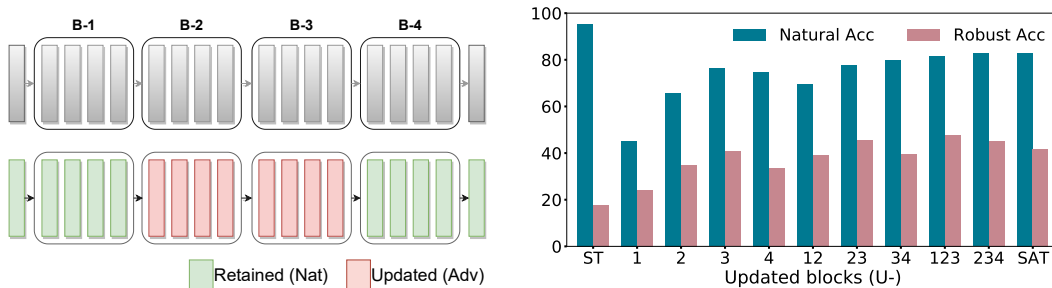 B-1 B-2 B-3 B-4
Retained (Nat) Updated (Adv)
100
80
60
40
20
0
Natural Acc Robust Acc
ST 1 2 3 4 12 23 34 123 234 SAT
Updated blocks (U-)